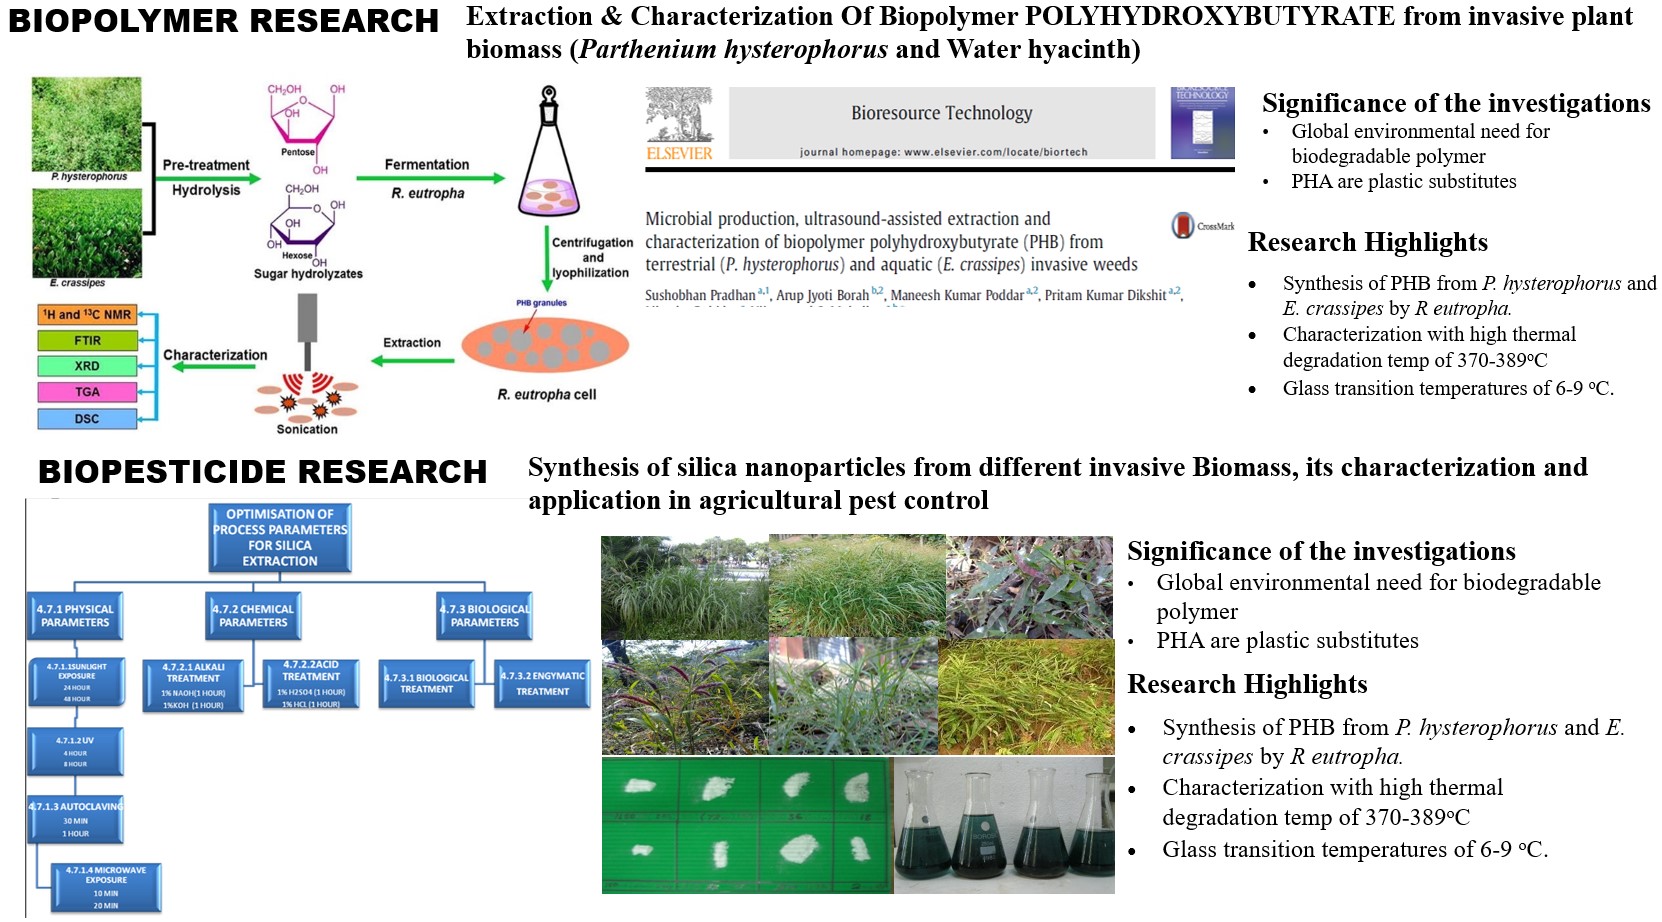 BIOPOLYMER RESEARCH
Extraction & Characterization Of Biopolymer POLYHYDROXYBUTYRATE from invasive plant
biomass (Parthenium hysterophorus and Water hyacinth)
P. hysterophorus
E. crassipes
Pre-treatment
Hydrolysis
CH₂OH
OH
O
OH
Pentose
OH
CH₂OH
O
OH
OH
OH
Hexose
OH
Sugar hydrolyzates
Fermentation
R. eutropha
Centrifugation
and
lyophilization
PHB granules
R. eutropha cell
Extraction
Sonication
Characterization
¹H and ¹³C NMR
FTIR
XRD
TGA
DSC
ELSEVIER
Bioresource Technology
journal homepage: www.elsevier.com/locate/biortech
BIORESOURCE
TECHNOLOGY
Microbial production, ultrasound-assisted extraction and
characterization of biopolymer polyhydroxybutyrate (PHB) from
terrestrial (P. hysterophorus) and aquatic (E. crassipes) invasive weeds
CrossMark
Sushobhan Pradhan a,1, Arup Jyoti Borah b,2, Maneesh Kumar Poddar a,2, Pritam Kumar Dikshit a,2,
Significance of the investigations
• Global environmental need for
biodegradable polymer
• PHA are plastic substitutes
Research Highlights
• Synthesis of PHB from P. hysterophorus and
E. crassipes by R eutropha.
• Characterization with high thermal
degradation temp of 370-389ᵒC
• Glass transition temperatures of 6-9 ᵒC.
BIOPESTICIDE RESEARCH
Synthesis of silica nanoparticles from different invasive Biomass, its characterization and
application in agricultural pest control
OPTIMISATION OF
PROCESS PARAMETERS
FOR SILICA
EXTRACTION
4.7.1 PHYSICAL
PARAMETERS
4.7.2 CHEMICAL
PARAMETERS
4.7.3 BIOLOGICAL
PARAMETERS
4.7.1.1SUNLIGHT
EXPOSURE
24 HOUR
48 HOUR
4.7.2.1 ALKALI
TREATMENT
1% NAOH(1 HOUR)
1%KOH (1 HOUR)
4.7.2.2ACID
TREATMENT
1% H2SO4 (1 HOUR)
1% HCL (1 HOUR)
4.7.3.1 BIOLOGICAL
TREATMENT
4.7.3.2 ENGYMATIC
TREATMENT
4.7.1.2 UV
4 HOUR
8 HOUR
4.7.1.3 AUTOCLAVING
30 MIN
1 HOUR
4.7.1.4 MICROWAVE
EXPOSURE
10 MIN
20 MIN
Significance of the investigations
• Global environmental need for biodegradable
polymer
• PHA are plastic substitutes
Research Highlights
• Synthesis of PHB from P. hysterophorus and E.
crassipes by R eutropha.
• Characterization with high thermal
degradation temp of 370-389ᵒC
• Glass transition temperatures of 6-9 ᵒC.